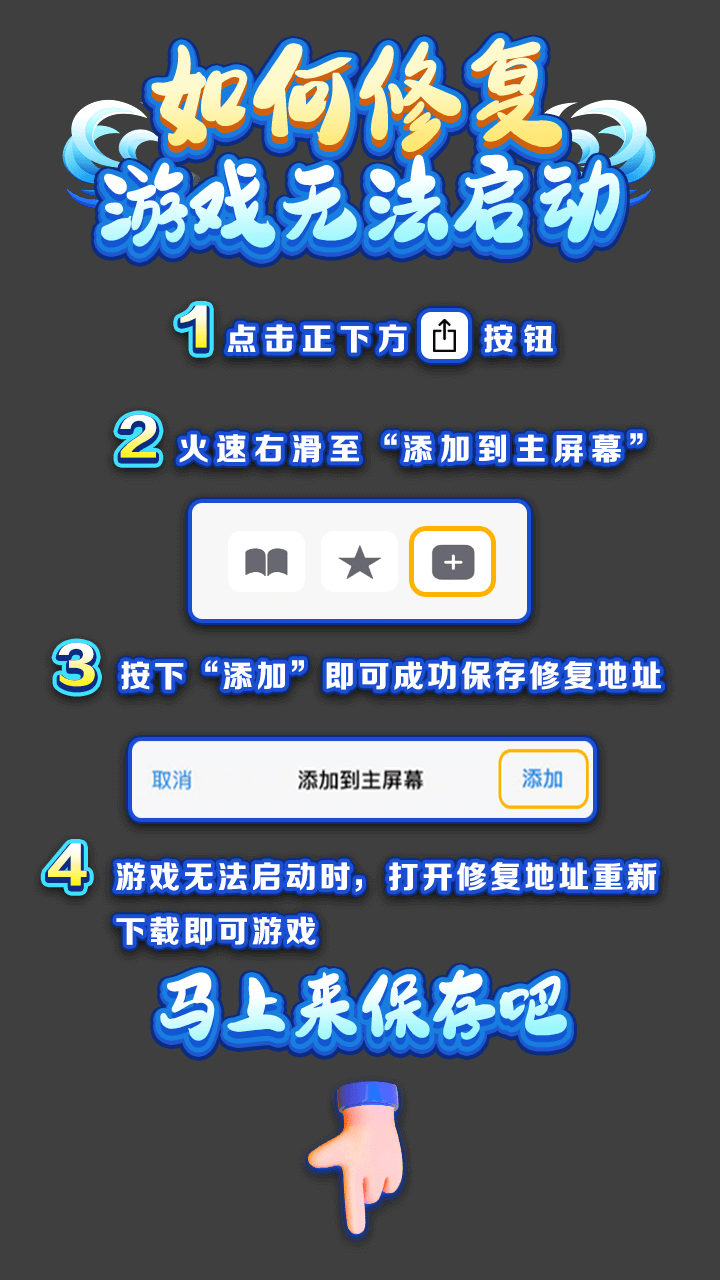 如何修复
游戏无法启动
1 点击正下方 按钮
2 火速右滑至“添加到主屏幕”
3 按下“添加”即可成功保存修复地址
取消 添加到主屏幕 添加
4 游戏无法启动时，打开修复地址重新
下载即可游戏
马上来保存吧